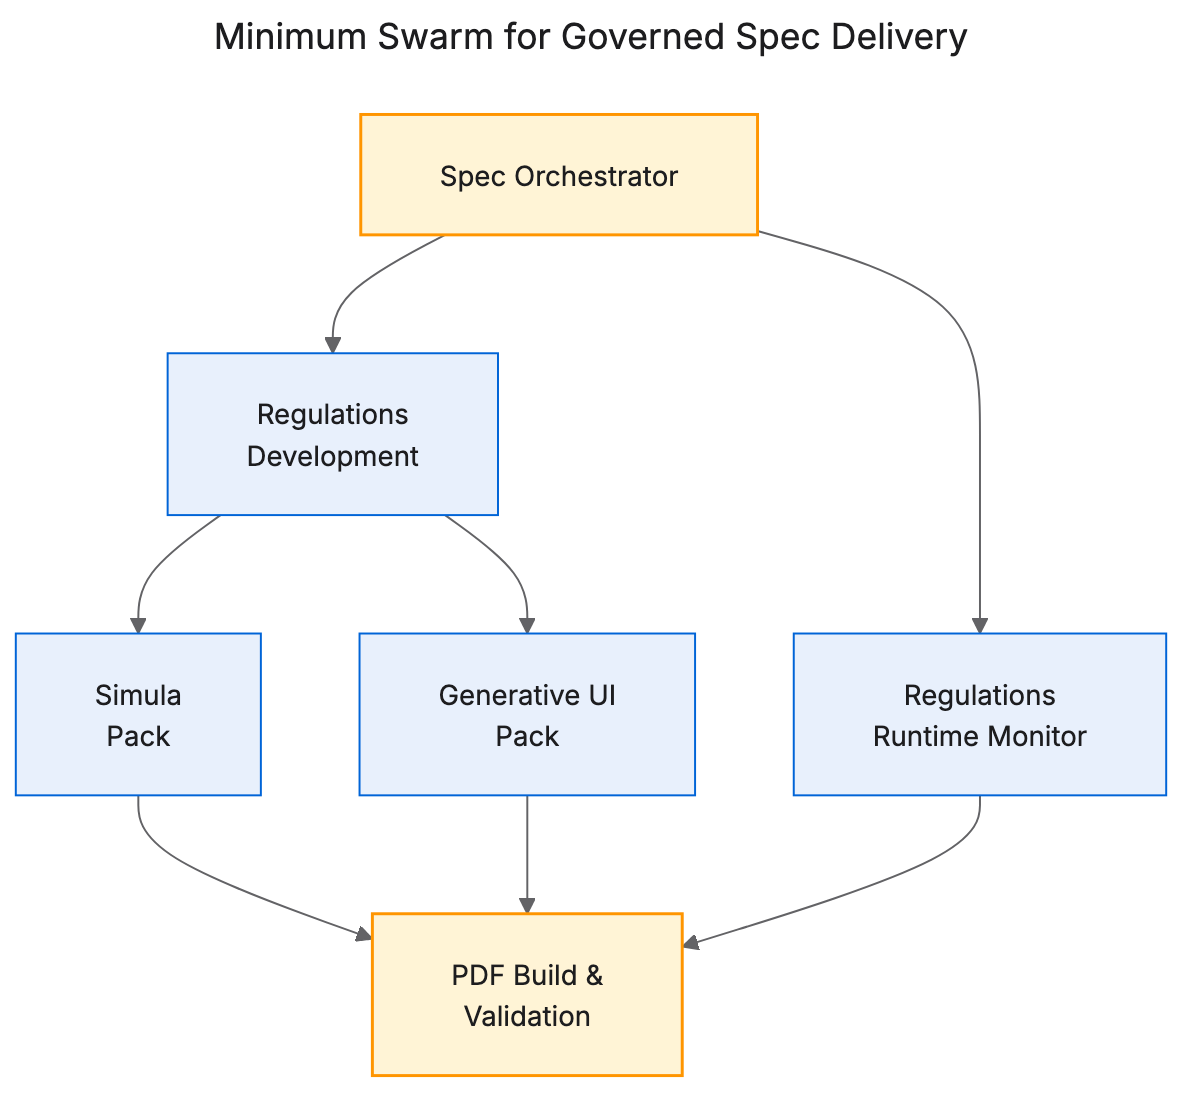 Minimum Swarm for Governed Spec Delivery
Spec Orchestrator
Regulations
Development
Simula
Pack
Generative UI
Pack
Regulations
Runtime Monitor
PDF Build &
Validation